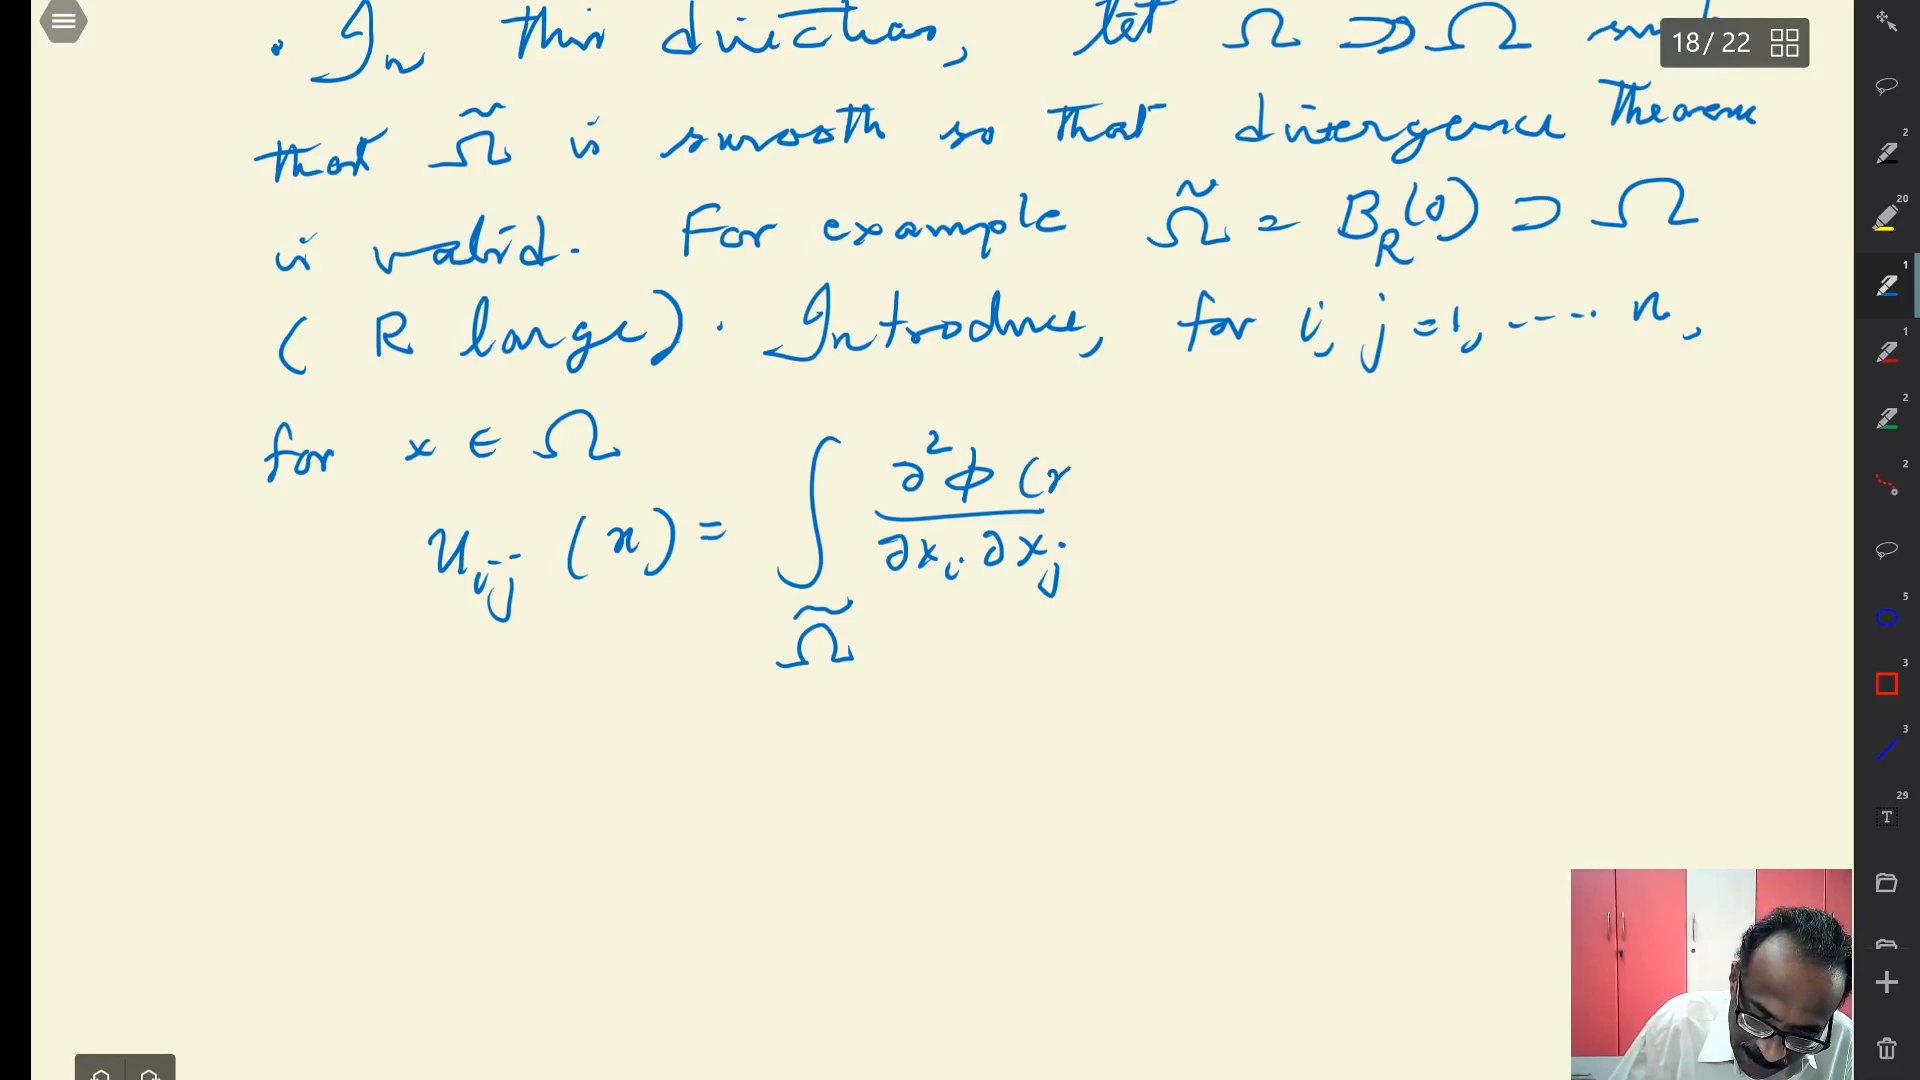 · In this direction, let Ω ⊃⊃ Ω such
18 / 22
that Ω̃ is smooth so that divergence theorem
is valid. For example Ω̃ = B_R(0) ⊃ Ω
( R large ) . Introduce, for i, j = 1, ---- n,
for x ∈ Ω
u_ij (x) = ∫_Ω̃ ∂²φ (x / ∂x_i ∂x_j